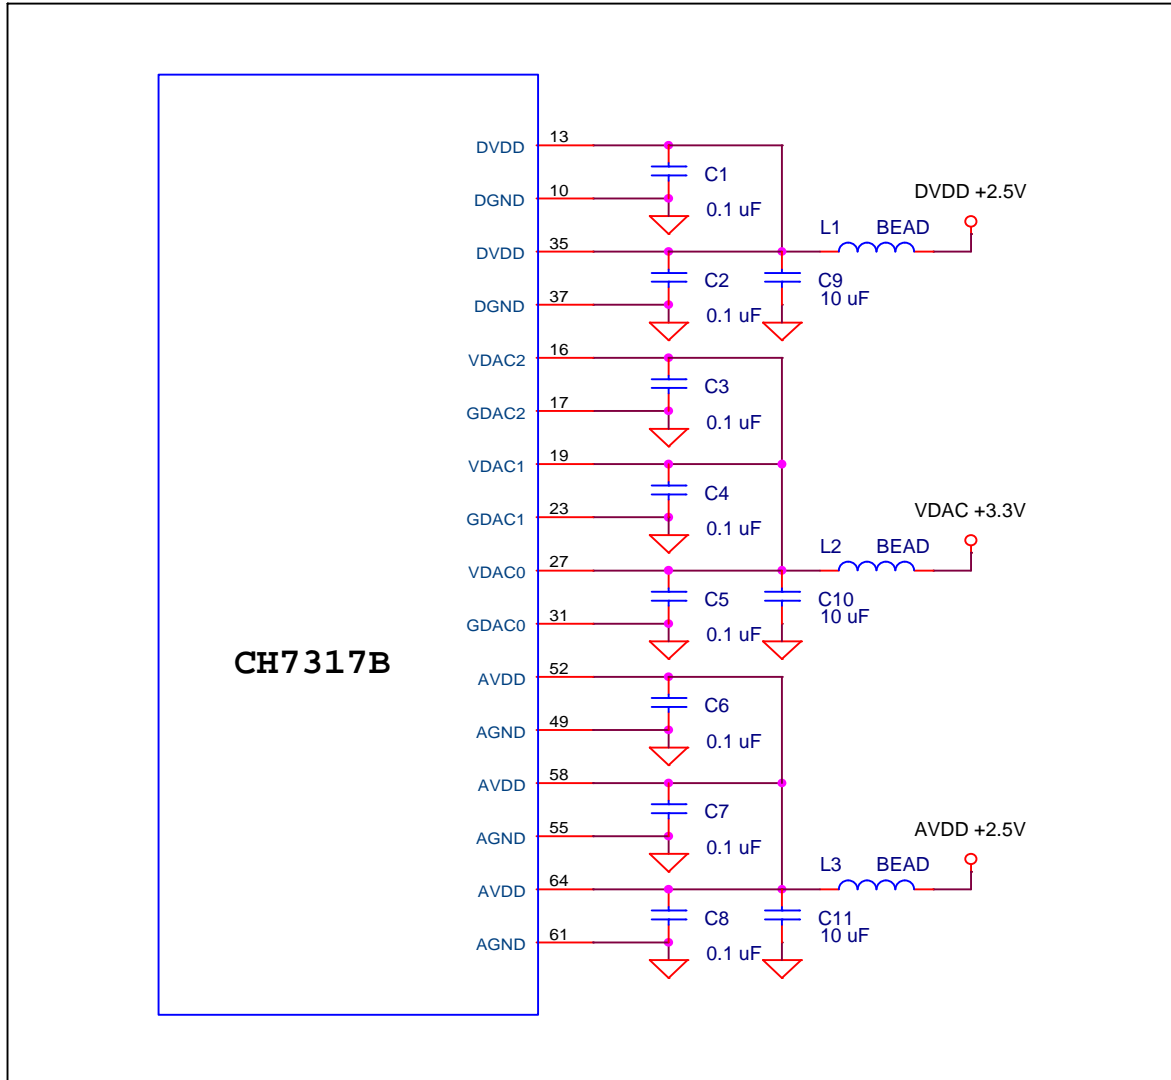 13
DVDD
C1
10
DGND
0.1 uF
DVDD +2.5V
L1 BEAD
35
DVDD
C2
C9
10 uF
37
DGND
0.1 uF
16
VDAC2
C3
17
GDAC2
0.1 uF
19
VDAC1
C4
23
GDAC1
0.1 uF
VDAC +3.3V
L2 BEAD
27
VDAC0
C5
C10
10 uF
31
GDAC0
0.1 uF
CH7317B
52
AVDD
C6
49
AGND
0.1 uF
58
AVDD
C7
55
AGND
0.1 uF
AVDD +2.5V
L3 BEAD
64
AVDD
C8
C11
10 uF
61
AGND
0.1 uF